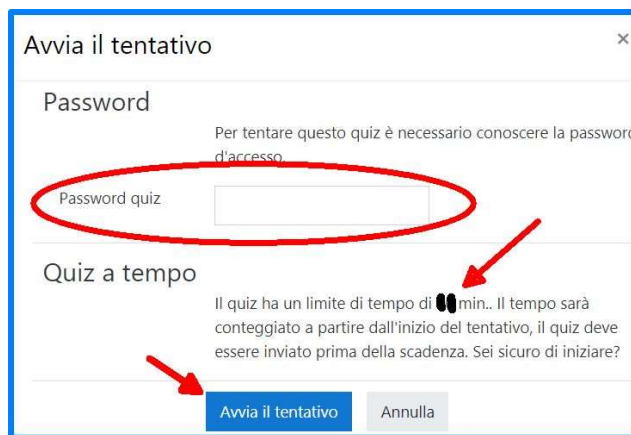 Avvia il tentativo ×
Password
Per tentare questo quiz è necessario conoscere la password
d'accesso.
Password quiz
Quiz a tempo
Il quiz ha un limite di tempo di min.. Il tempo sarà
conteggiato a partire dall'inizio del tentativo, il quiz deve
essere inviato prima della scadenza. Sei sicuro di iniziare?
Avvia il tentativo Annulla